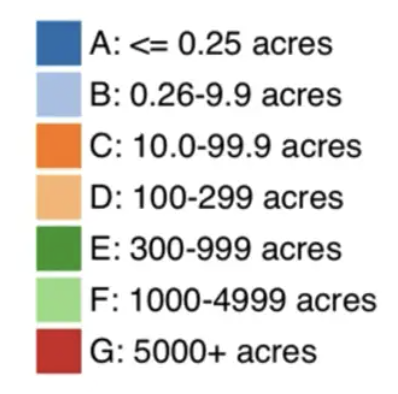 A: <= 0.25 acres
B: 0.26-9.9 acres
C: 10.0-99.9 acres
D: 100-299 acres
E: 300-999 acres
F: 1000-4999 acres
G: 5000+ acres